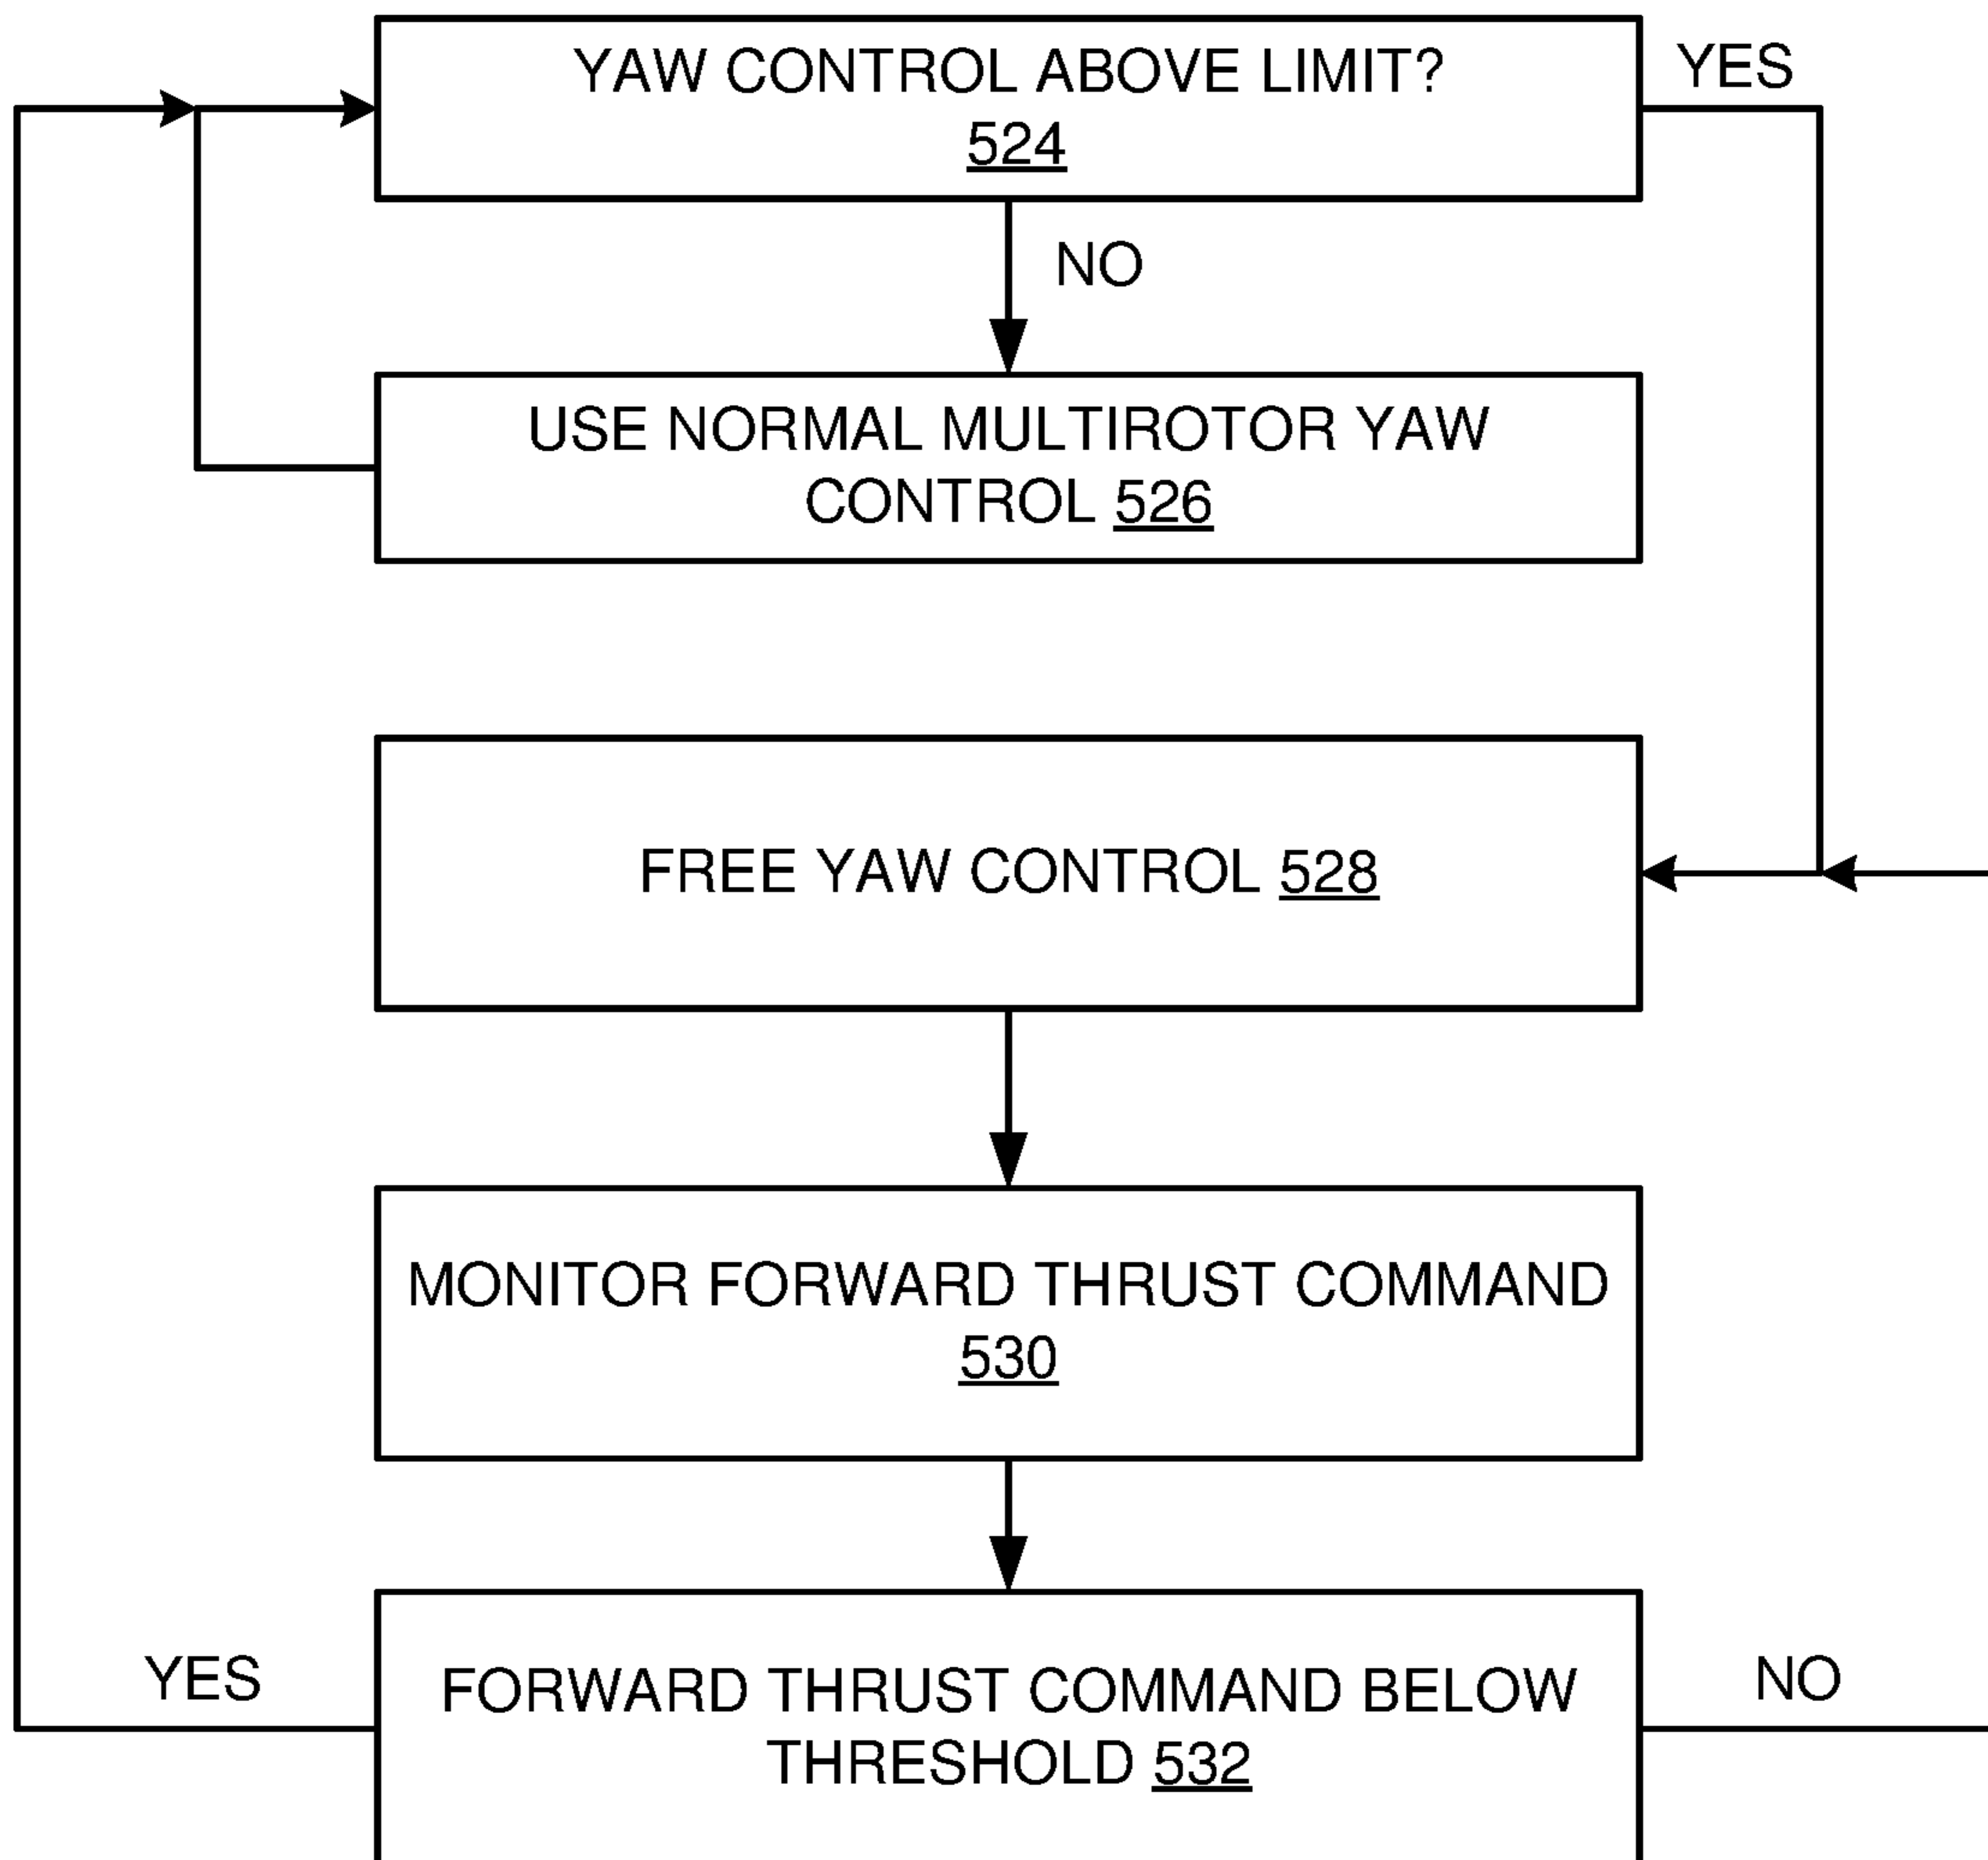 YAW CONTROL ABOVE LIMIT?
524
YES
NO
USE NORMAL MULTIROTOR YAW
CONTROL 526
FREE YAW CONTROL 528
MONITOR FORWARD THRUST COMMAND
530
YES
FORWARD THRUST COMMAND BELOW
THRESHOLD 532
NO